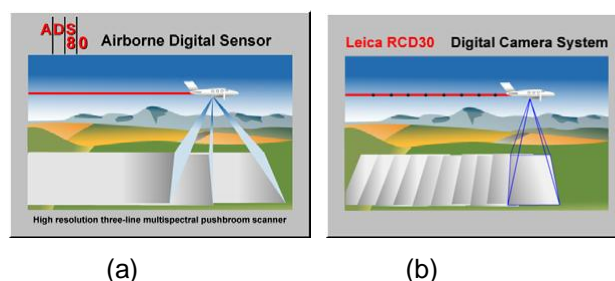 ADS
80
Airborne Digital Sensor
High resolution three-line multispectral pushbroom scanner
Leica RCD30 Digital Camera System
(a)
(b)